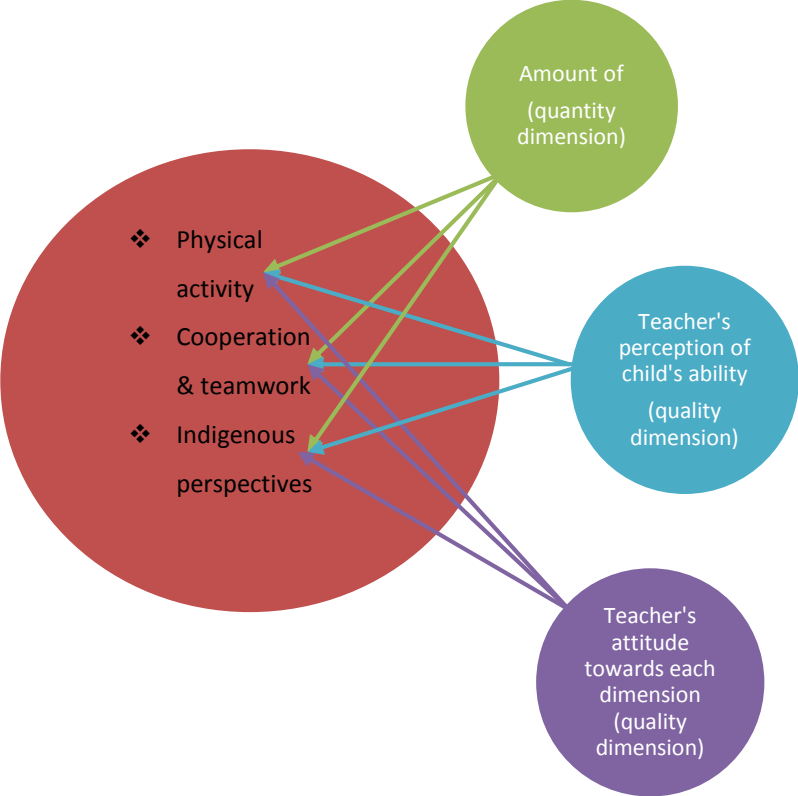 Amount of
(quantity
dimension)
❖ Physical
activity
❖ Cooperation
& teamwork
❖ Indigenous
perspectives
Teacher's
perception of
child's ability
(quality
dimension)
Teacher's
attitude
towards each
dimension
(quality
dimension)